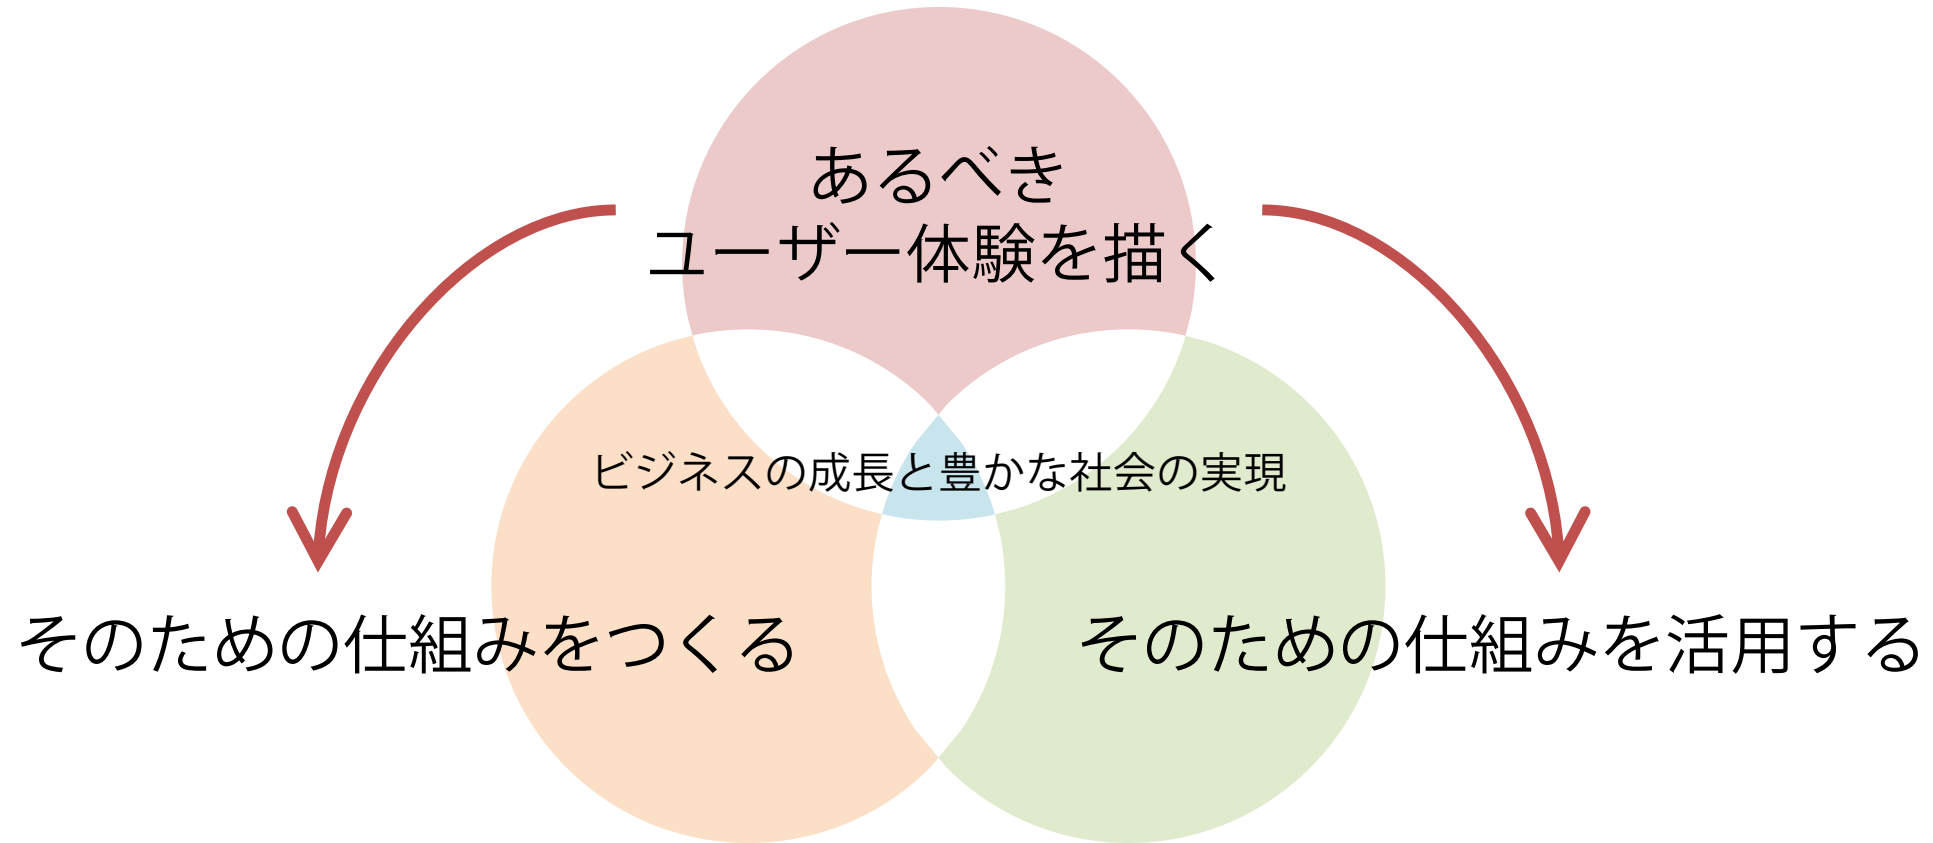 あるべき
ユーザー体験を描く
ビジネスの成長と豊かな社会の実現
そのための仕組みをつくる
そのための仕組みを活用する